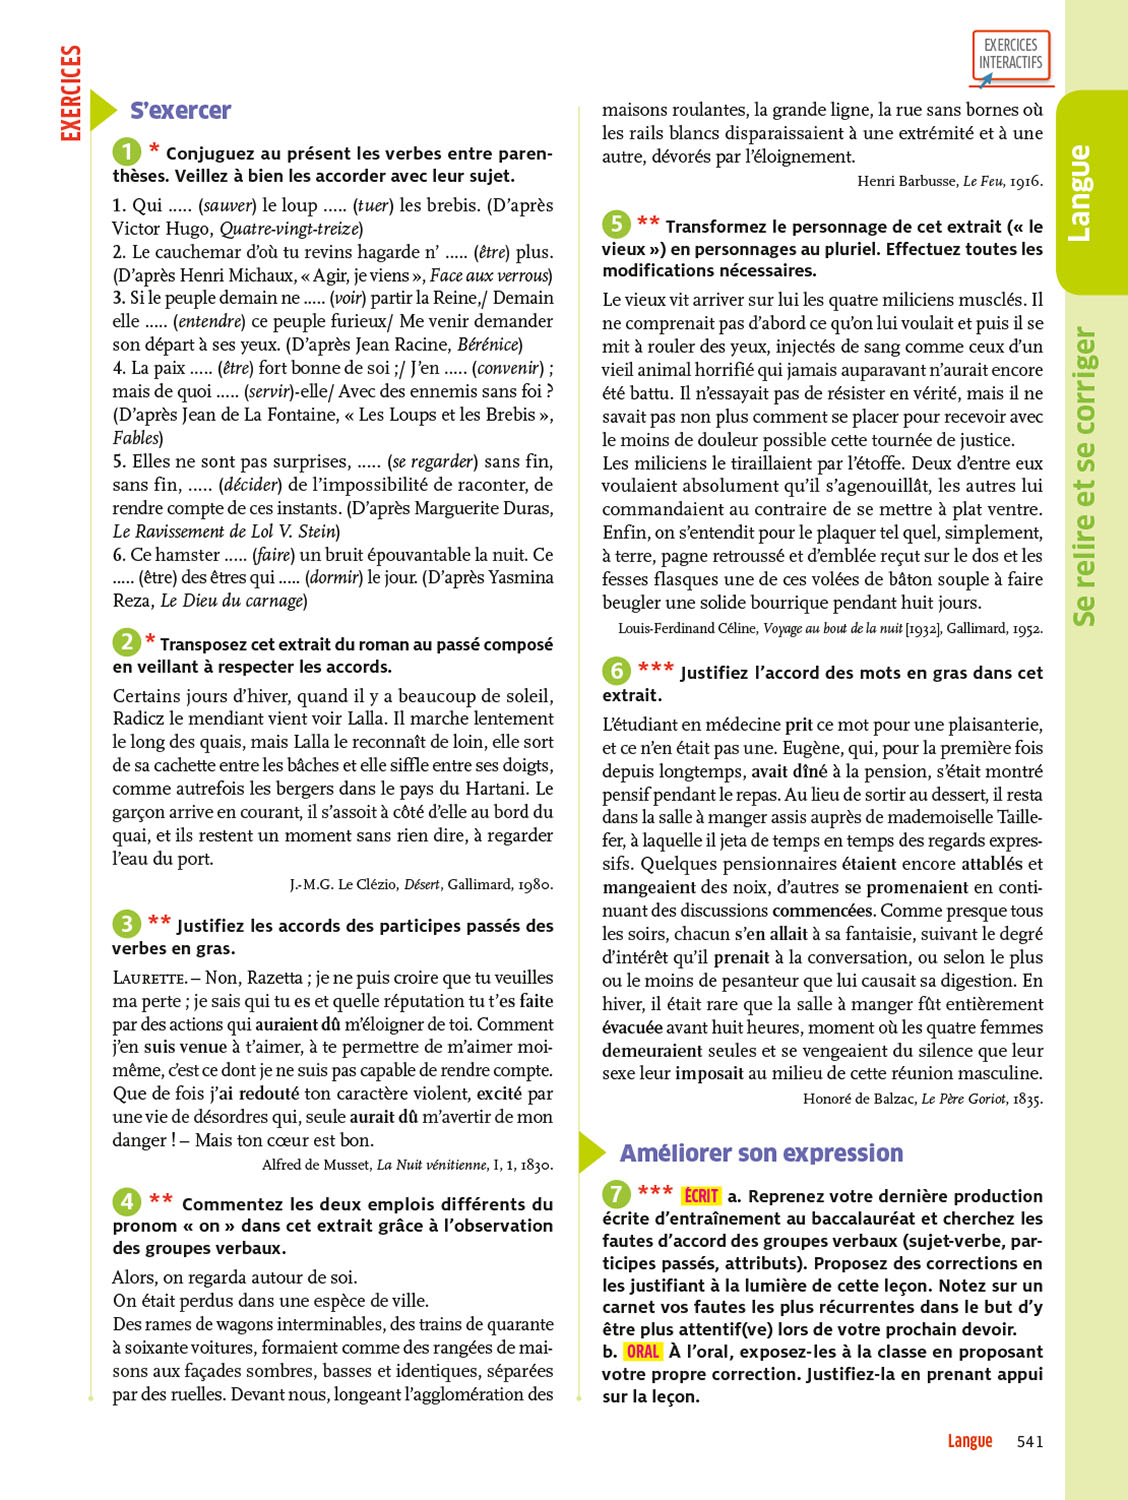 EXERCICES
EXERCICES
INTERACTIFS
S'exercer
1 * Conjuguez au présent les verbes entre paren-
thèses. Veillez à bien les accorder avec leur sujet.
1. Qui ..... (sauver) le loup ..... (tuer) les brebis. (D'après
Victor Hugo, Quatre-vingt-treize)
2. Le cauchemar d'où tu revins hagarde n' ..... (être) plus.
(D'après Henri Michaux, « Agir, je viens », Face aux verrous)
3. Si le peuple demain ne ..... (voir) partir la Reine,/ Demain
elle ..... (entendre) ce peuple furieux/ Me venir demander
son départ à ses yeux. (D'après Jean Racine, Bérénice)
4. La paix ..... (être) fort bonne de soi ;/ J'en ..... (convenir) ;
mais de quoi ..... (servir)-elle/ Avec des ennemis sans foi ?
(D'après Jean de La Fontaine, « Les Loups et les Brebis »,
Fables)
5. Elles ne sont pas surprises, ..... (se regarder) sans fin,
sans fin, ..... (décider) de l'impossibilité de raconter, de
rendre compte de ces instants. (D'après Marguerite Duras,
Le Ravissement de Lol V. Stein)
6. Ce hamster ..... (faire) un bruit épouvantable la nuit. Ce
..... (être) des êtres qui ..... (dormir) le jour. (D'après Yasmina
Reza, Le Dieu du carnage)
2 * Transposez cet extrait du roman au passé composé
en veillant à respecter les accords.
Certains jours d'hiver, quand il y a beaucoup de soleil,
Radicz le mendiant vient voir Lalla. Il marche lentement
le long des quais, mais Lalla le reconnaît de loin, elle sort
de sa cachette entre les bâches et elle siffle entre ses doigts,
comme autrefois les bergers dans le pays du Hartani. Le
garçon arrive en courant, il s'assoit à côté d'elle au bord du
quai, et ils restent un moment sans rien dire, à regarder
l'eau du port.
J.-M.G. Le Clézio, Désert, Gallimard, 1980.
3 ** Justifiez les accords des participes passés des
verbes en gras.
LAURETTE. – Non, Razetta ; je ne puis croire que tu veuilles
ma perte ; je sais qui tu es et quelle réputation tu t'es faite
par des actions qui auraient dû m'éloigner de toi. Comment
j'en suis venue à t'aimer, à te permettre de m'aimer moi-
même, c'est ce dont je ne suis pas capable de rendre compte.
Que de fois j'ai redouté ton caractère violent, excité par
une vie de désordres qui, seule aurait dû m'avertir de mon
danger ! – Mais ton cœur est bon.
Alfred de Musset, La Nuit vénitienne, I, 1, 1830.
4 ** Commentez les deux emplois différents du
pronom « on » dans cet extrait grâce à l'observation
des groupes verbaux.
Alors, on regarda autour de soi.
On était perdus dans une espèce de ville.
Des rames de wagons interminables, des trains de quarante
à soixante voitures, formaient comme des rangées de mai-
sons aux façades sombres, basses et identiques, séparées
par des ruelles. Devant nous, longeant l'agglomération des
maisons roulantes, la grande ligne, la rue sans bornes où
les rails blancs disparaissaient à une extrémité et à une
autre, dévorés par l'éloignement.
Henri Barbusse, Le Feu, 1916.
5 ** Transformez le personnage de cet extrait (« le
vieux ») en personnages au pluriel. Effectuez toutes les
modifications nécessaires.
Le vieux vit arriver sur lui les quatre miliciens musclés. Il
ne comprenait pas d'abord ce qu'on lui voulait et puis il se
mit à rouler des yeux, injectés de sang comme ceux d'un
vieil animal horrifié qui jamais auparavant n'aurait encore
été battu. Il n'essayait pas de résister en vérité, mais il ne
savait pas non plus comment se placer pour recevoir avec
le moins de douleur possible cette tournée de justice.
Les miliciens le tiraillaient par l'étoffe. Deux d'entre eux
voulaient absolument qu'il s'agenouillât, les autres lui
commandaient au contraire de se mettre à plat ventre.
Enfin, on s'entendit pour le plaquer tel quel, simplement,
à terre, pagne retroussé et d'emblée reçut sur le dos et les
fesses flasques une de ces volées de bâton souple à faire
beugler une solide bourrique pendant huit jours.
Louis-Ferdinand Céline, Voyage au bout de la nuit [1932], Gallimard, 1952.
6 *** Justifiez l'accord des mots en gras dans cet
extrait.
L'étudiant en médecine prit ce mot pour une plaisanterie,
et ce n'en était pas une. Eugène, qui, pour la première fois
depuis longtemps, avait dîné à la pension, s'était montré
pensif pendant le repas. Au lieu de sortir au dessert, il resta
dans la salle à manger assis auprès de mademoiselle Taille-
fer, à laquelle il jeta de temps en temps des regards expres-
sifs. Quelques pensionnaires étaient encore attablés et
mangeaient des noix, d'autres se promenaient en conti-
nuant des discussions commencées. Comme presque tous
les soirs, chacun s'en allait à sa fantaisie, suivant le degré
d'intérêt qu'il prenait à la conversation, ou selon le plus
ou le moins de pesanteur que lui causait sa digestion. En
hiver, il était rare que la salle à manger fût entièrement
évacuée avant huit heures, moment où les quatre femmes
demeuraient seules et se vengeaient du silence que leur
sexe leur imposait au milieu de cette réunion masculine.
Honoré de Balzac, Le Père Goriot, 1835.
Améliorer son expression
7 *** ÉCRIT a. Reprenez votre dernière production
écrite d'entraînement au baccalauréat et cherchez les
fautes d'accord des groupes verbaux (sujet-verbe, par-
ticipes passés, attributs). Proposez des corrections en
les justifiant à la lumière de cette leçon. Notez sur un
carnet vos fautes les plus récurrentes dans le but d'y
être plus attentif(ve) lors de votre prochain devoir.
b. ORAL À l'oral, exposez-les à la classe en proposant
votre propre correction. Justifiez-la en prenant appui
sur la leçon.
Langue
Se relire et se corriger
Langue 541